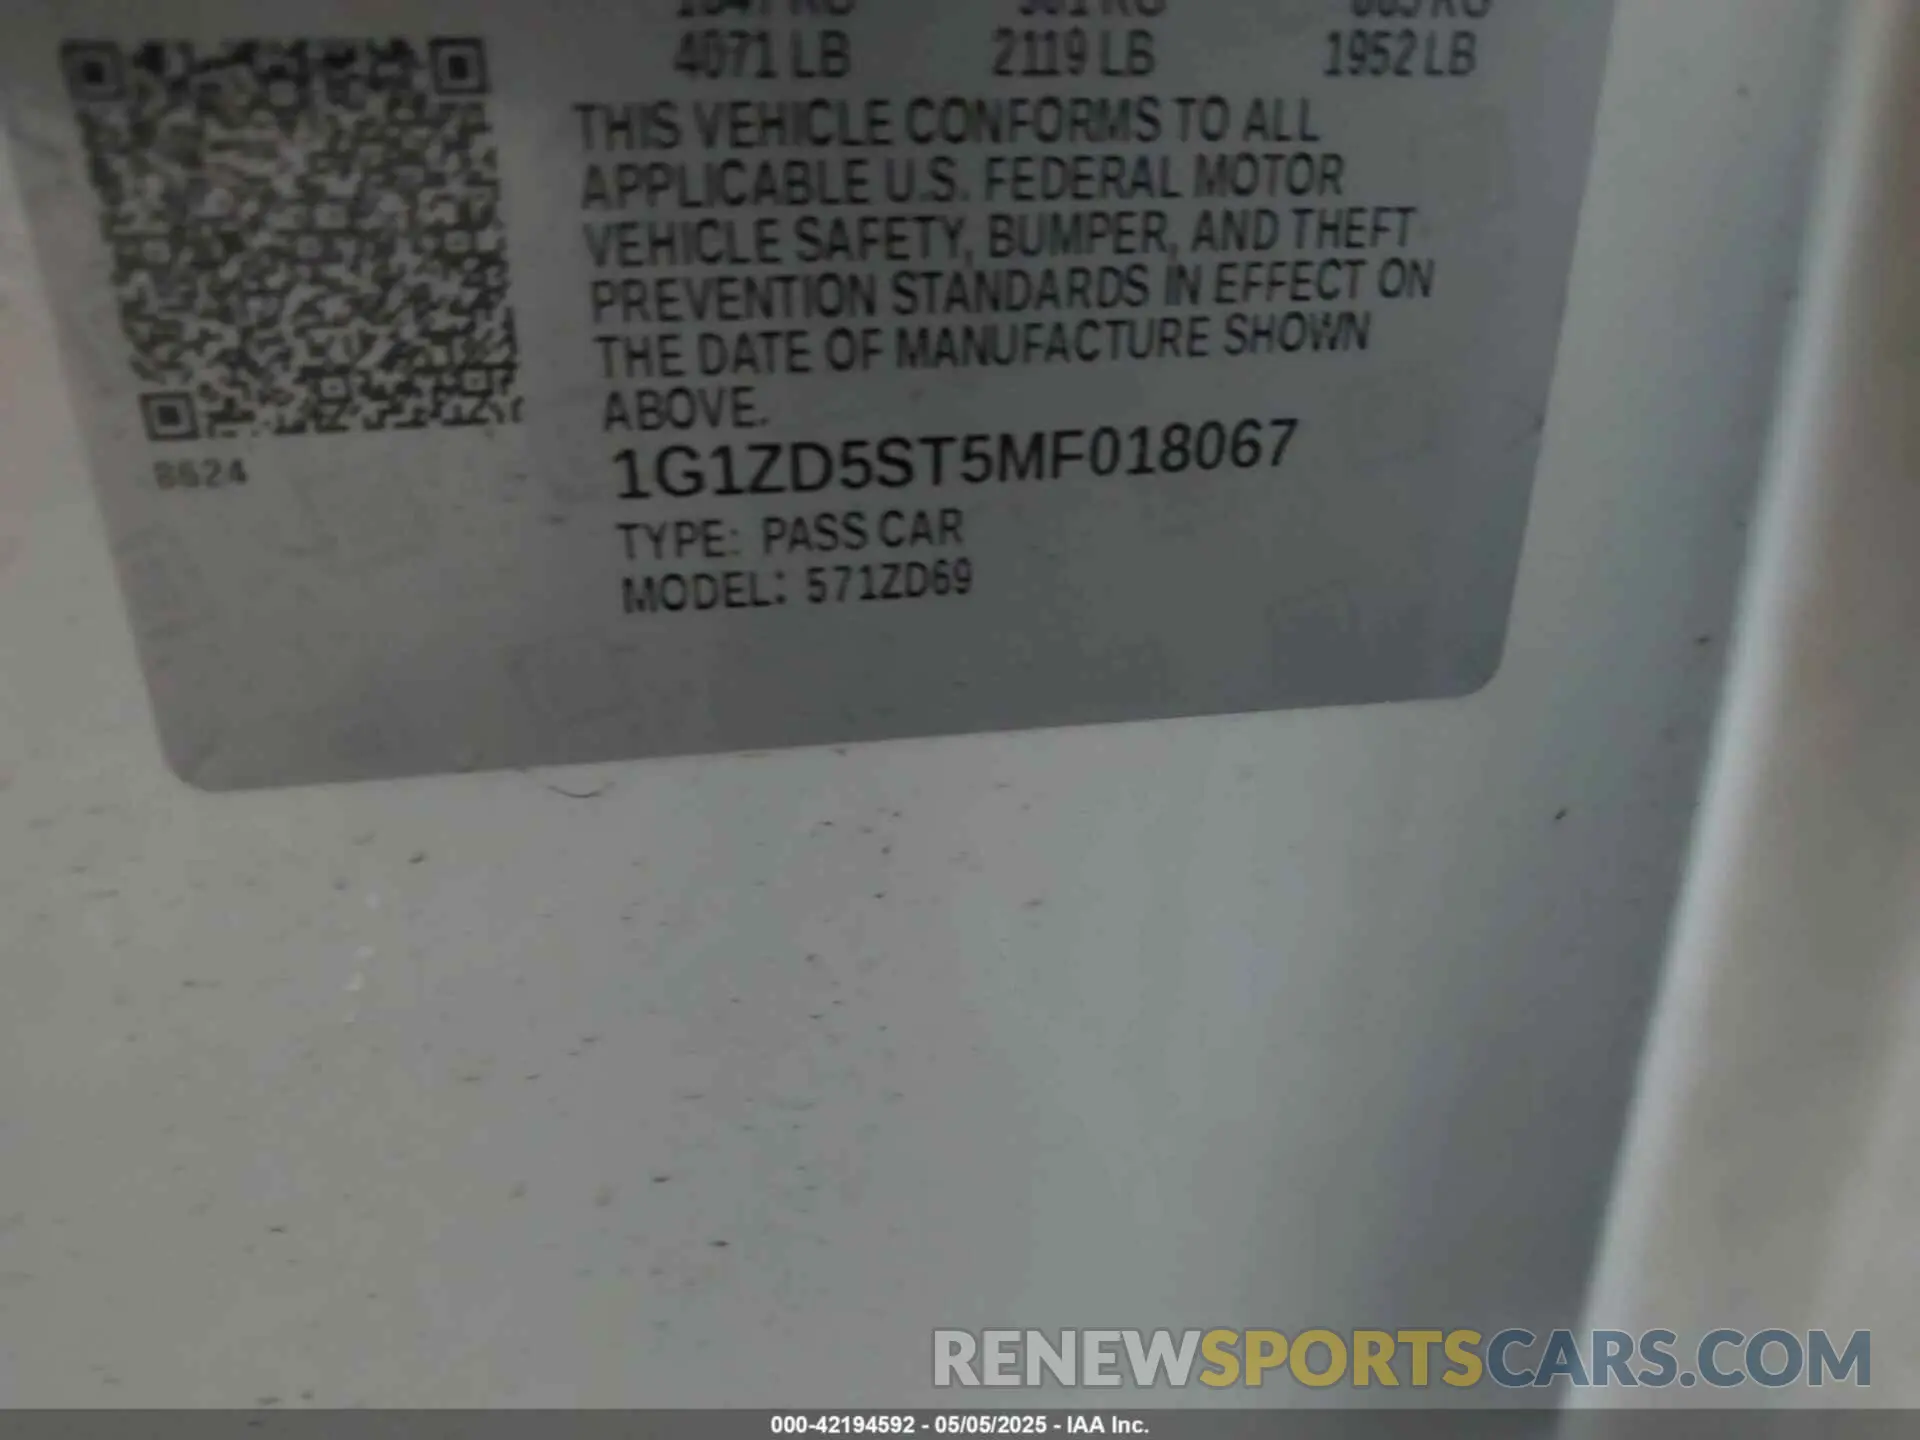 4071 LB 2119 LB 1952 LB
THIS VEHICLE CONFORMS TO ALL
APPLICABLE U.S. FEDERAL MOTOR
VEHICLE SAFETY, BUMPER, AND THEFT
PREVENTION STANDARDS IN EFFECT ON
THE DATE OF MANUFACTURE SHOWN
ABOVE.
1G1ZD5ST5MF018067
8624
TYPE: PASS CAR
MODEL: 571ZD69
RENEWSPORTSCARS.COM
000-42194592 - 05/05/2025 - IAA Inc.